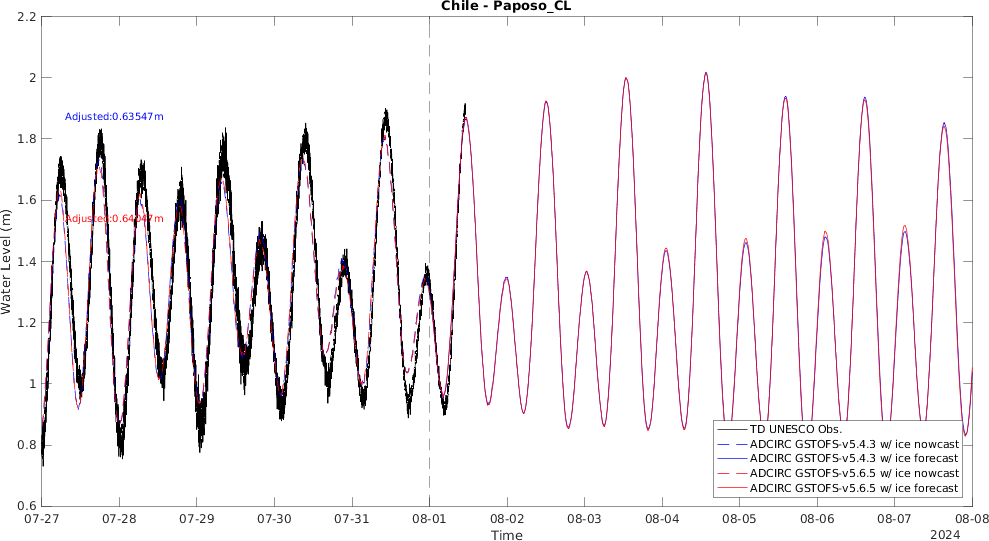 Chile - Paposo_CL
2.2
2
1.8
1.6
1.4
1.2
1
0.8
0.6
Water Level (m)
Adjusted:0.63547m
Adjusted:0.64047m
TD UNESCO Obs.
ADCIRC GSTOFS-v5.4.3 w/ ice nowcast
ADCIRC GSTOFS-v5.4.3 w/ ice forecast
ADCIRC GSTOFS-v5.6.5 w/ ice nowcast
ADCIRC GSTOFS-v5.6.5 w/ ice forecast
07-27 07-28 07-29 07-30 07-31 08-01 08-02 08-03 08-04 08-05 08-06 08-07 08-08
Time
2024